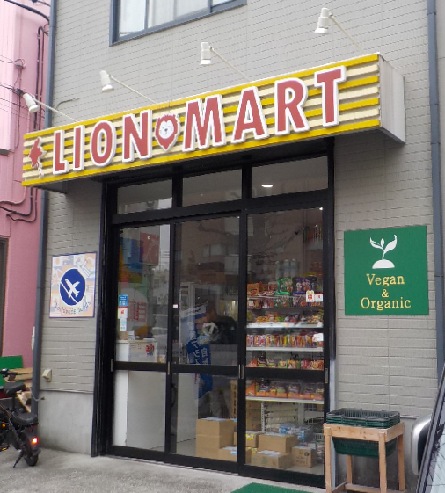 LION MART
Vegan
&
Organic